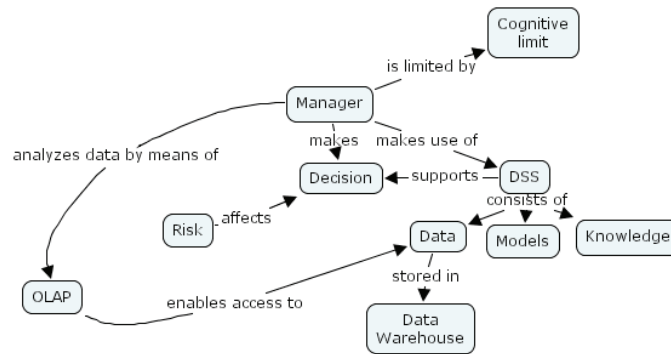 Cognitive
limit
is limited by
Manager
analyzes data by means of
makes
makes use of
Decision
supports
DSS
consists of
Risk
affects
Data
Models
Knowledge
stored in
OLAP
enables access to
Data
Warehouse